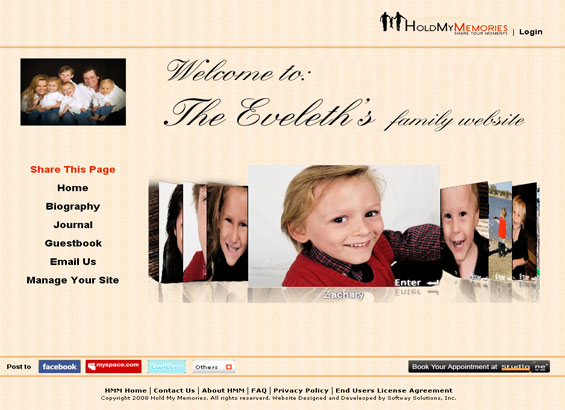 HOLDMYMEMORIES
SHARE YOUR MOMENTS
| Login
Welcome to:
The Eveleth's family website
Share This Page
Home
Biography
Journal
Guestbook
Email Us
Manage Your Site
Enter
Zachary
Post to
facebook
myspace.com
twitter
Others
Book Your Appointment at studio one
HMM Home | Contact Us | About HMM | FAQ | Privacy Policy | End Users License Agreement
Copyright 2008 Hold My Memories. All rights reserverd. Website Designed and Developed by Softway Solutions, Inc.